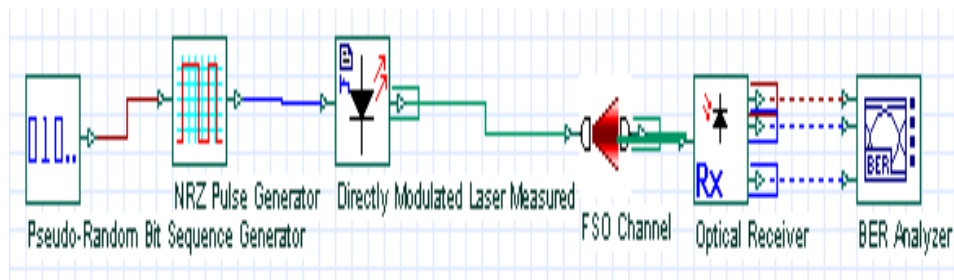 010..
NRZ Pulse Generator
Pseudo-Random Bit Sequence Generator
Directly Modulated Laser Measured
FSO Channel
Rx
Optical Receiver
BER
BER Analyzer